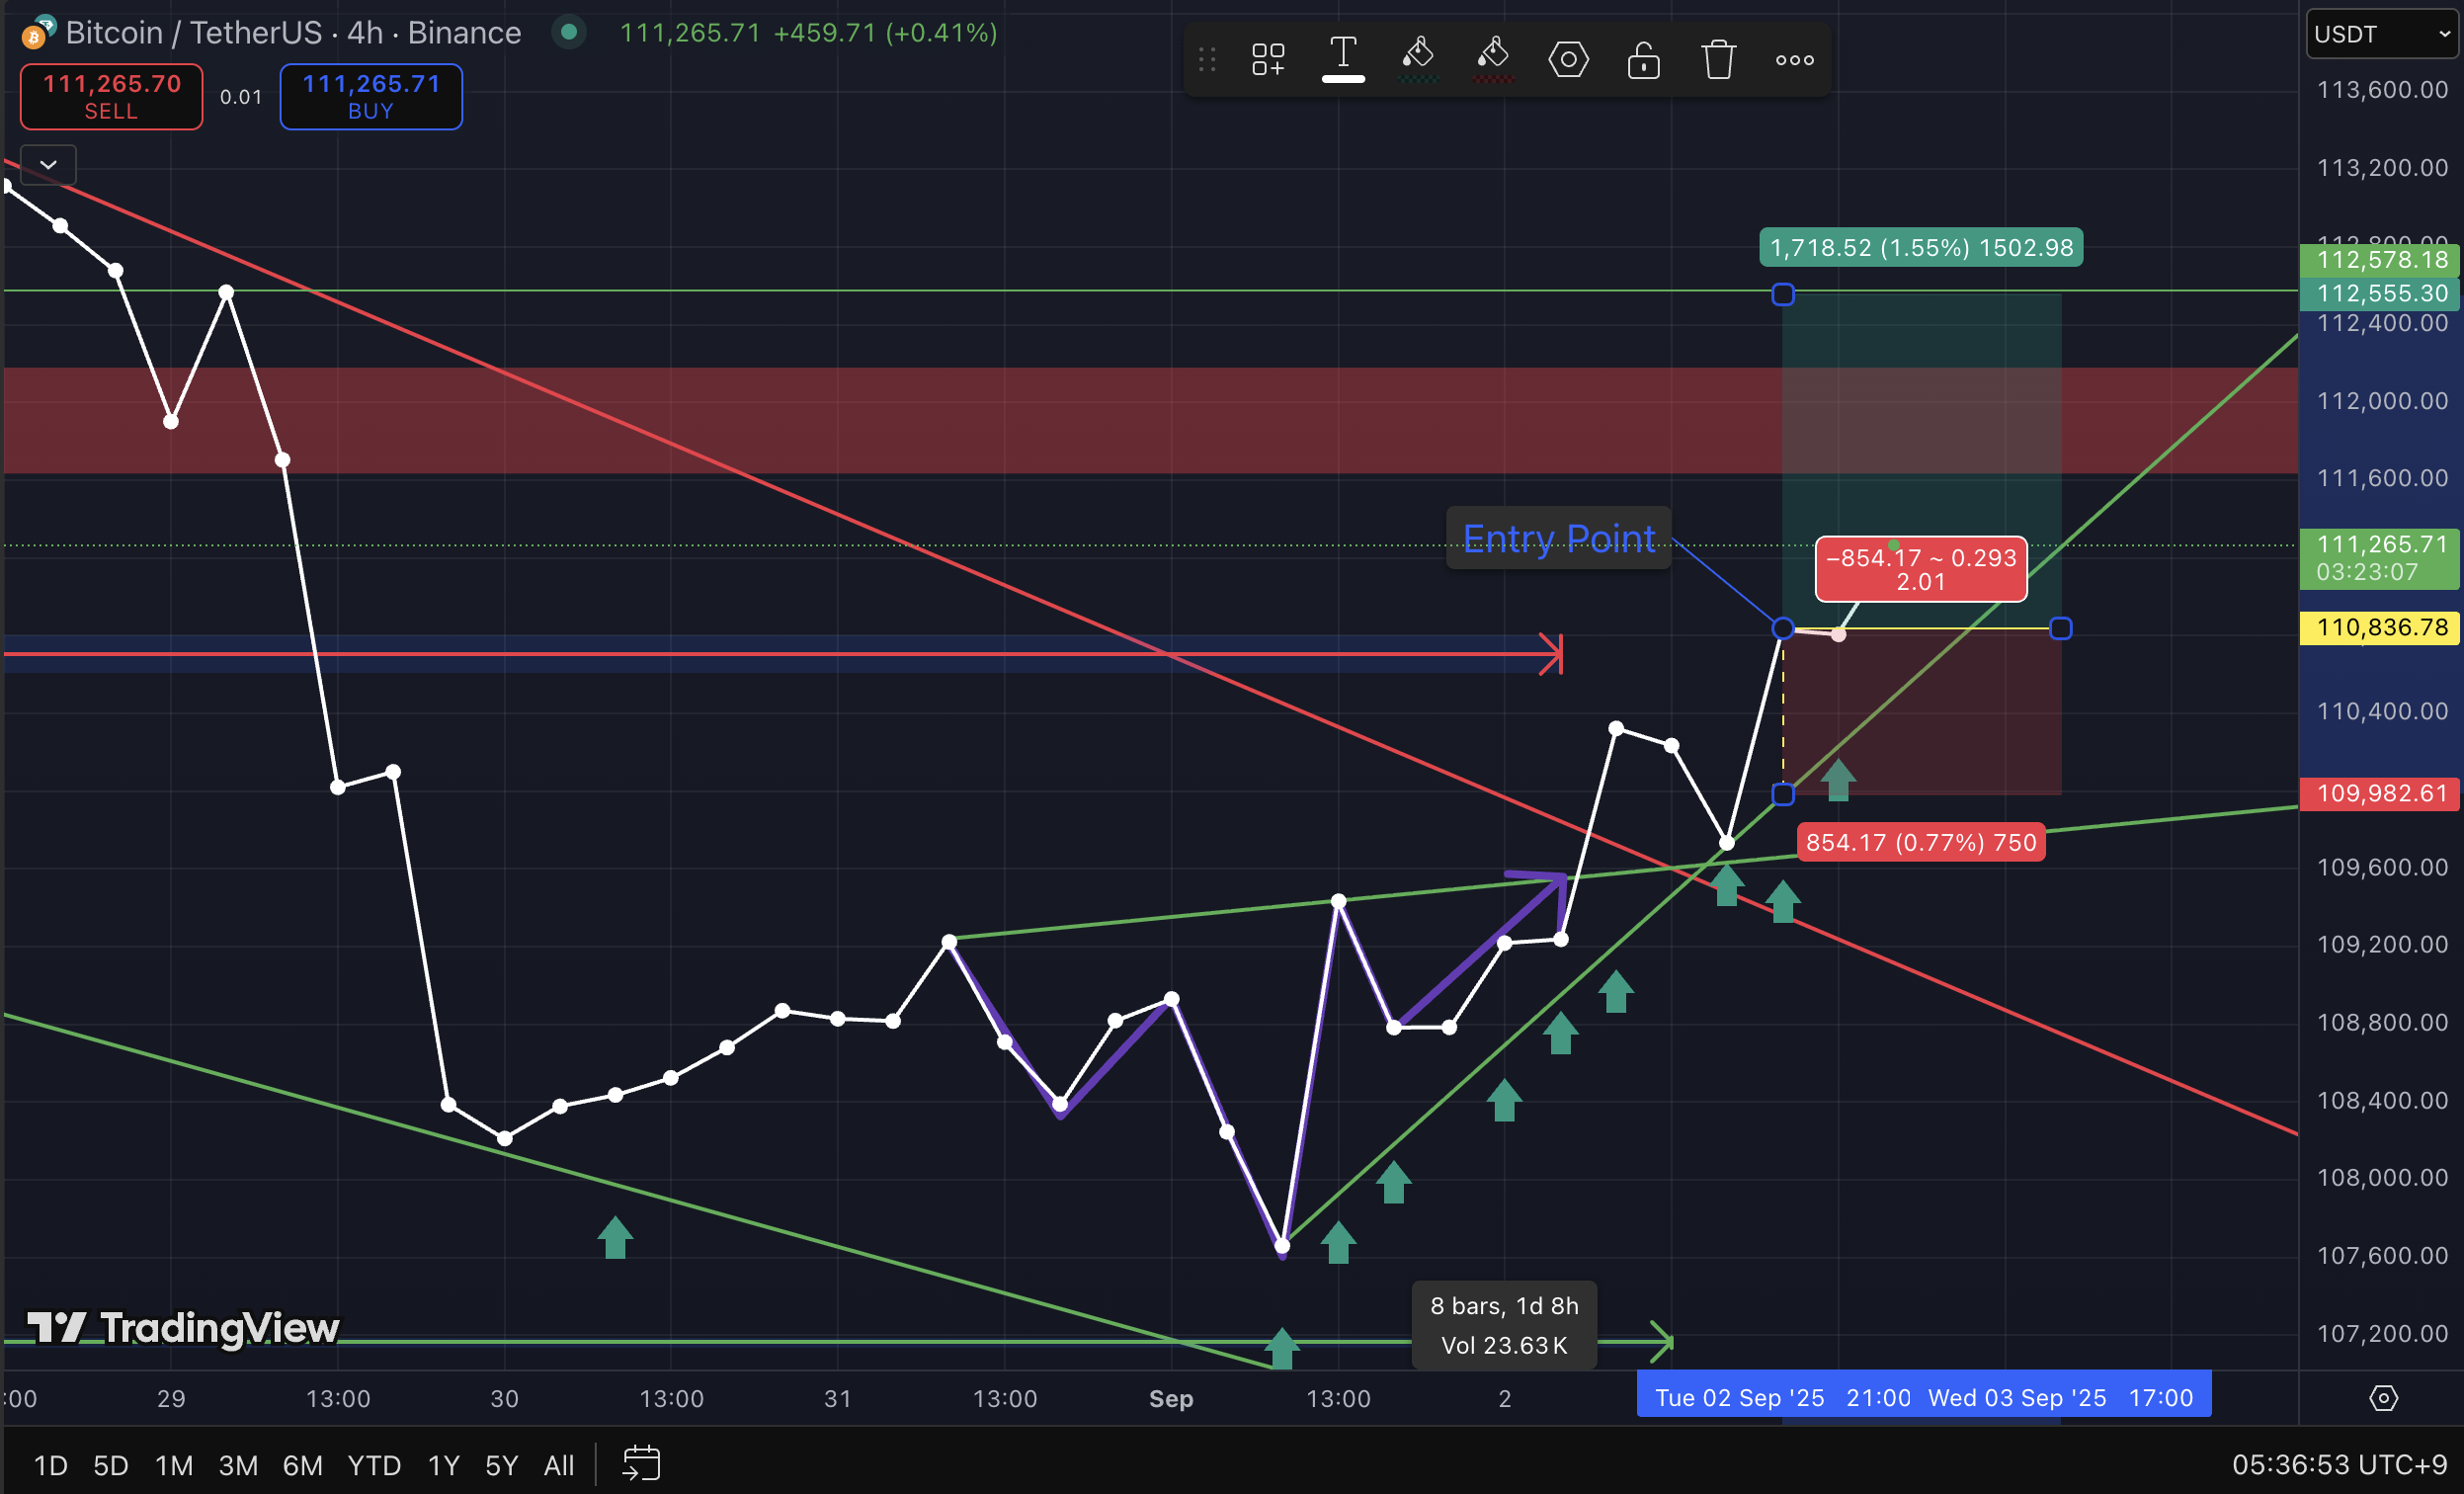 Bitcoin / TetherUS · 4h · Binance
111,265.71 +459.71 (+0.41%)
111,265.70
SELL
0.01
111,265.71
BUY
T
USDT
113,600.00
113,200.00
112,800.00
112,578.18
112,555.30
112,400.00
112,000.00
111,600.00
111,265.71
03:23:07
110,836.78
110,400.00
109,982.61
109,600.00
109,200.00
108,800.00
108,400.00
108,000.00
107,600.00
107,200.00
1,718.52 (1.55%) 1502.98
Entry Point
−854.17 ~ 0.293
2.01
854.17 (0.77%) 750
8 bars, 1d 8h
Vol 23.63 K
TradingView
:00 29 13:00 30 13:00 31 13:00 Sep 13:00 2 Tue 02 Sep '25 21:00 Wed 03 Sep '25 17:00
1D 5D 1M 3M 6M YTD 1Y 5Y All
05:36:53 UTC+9